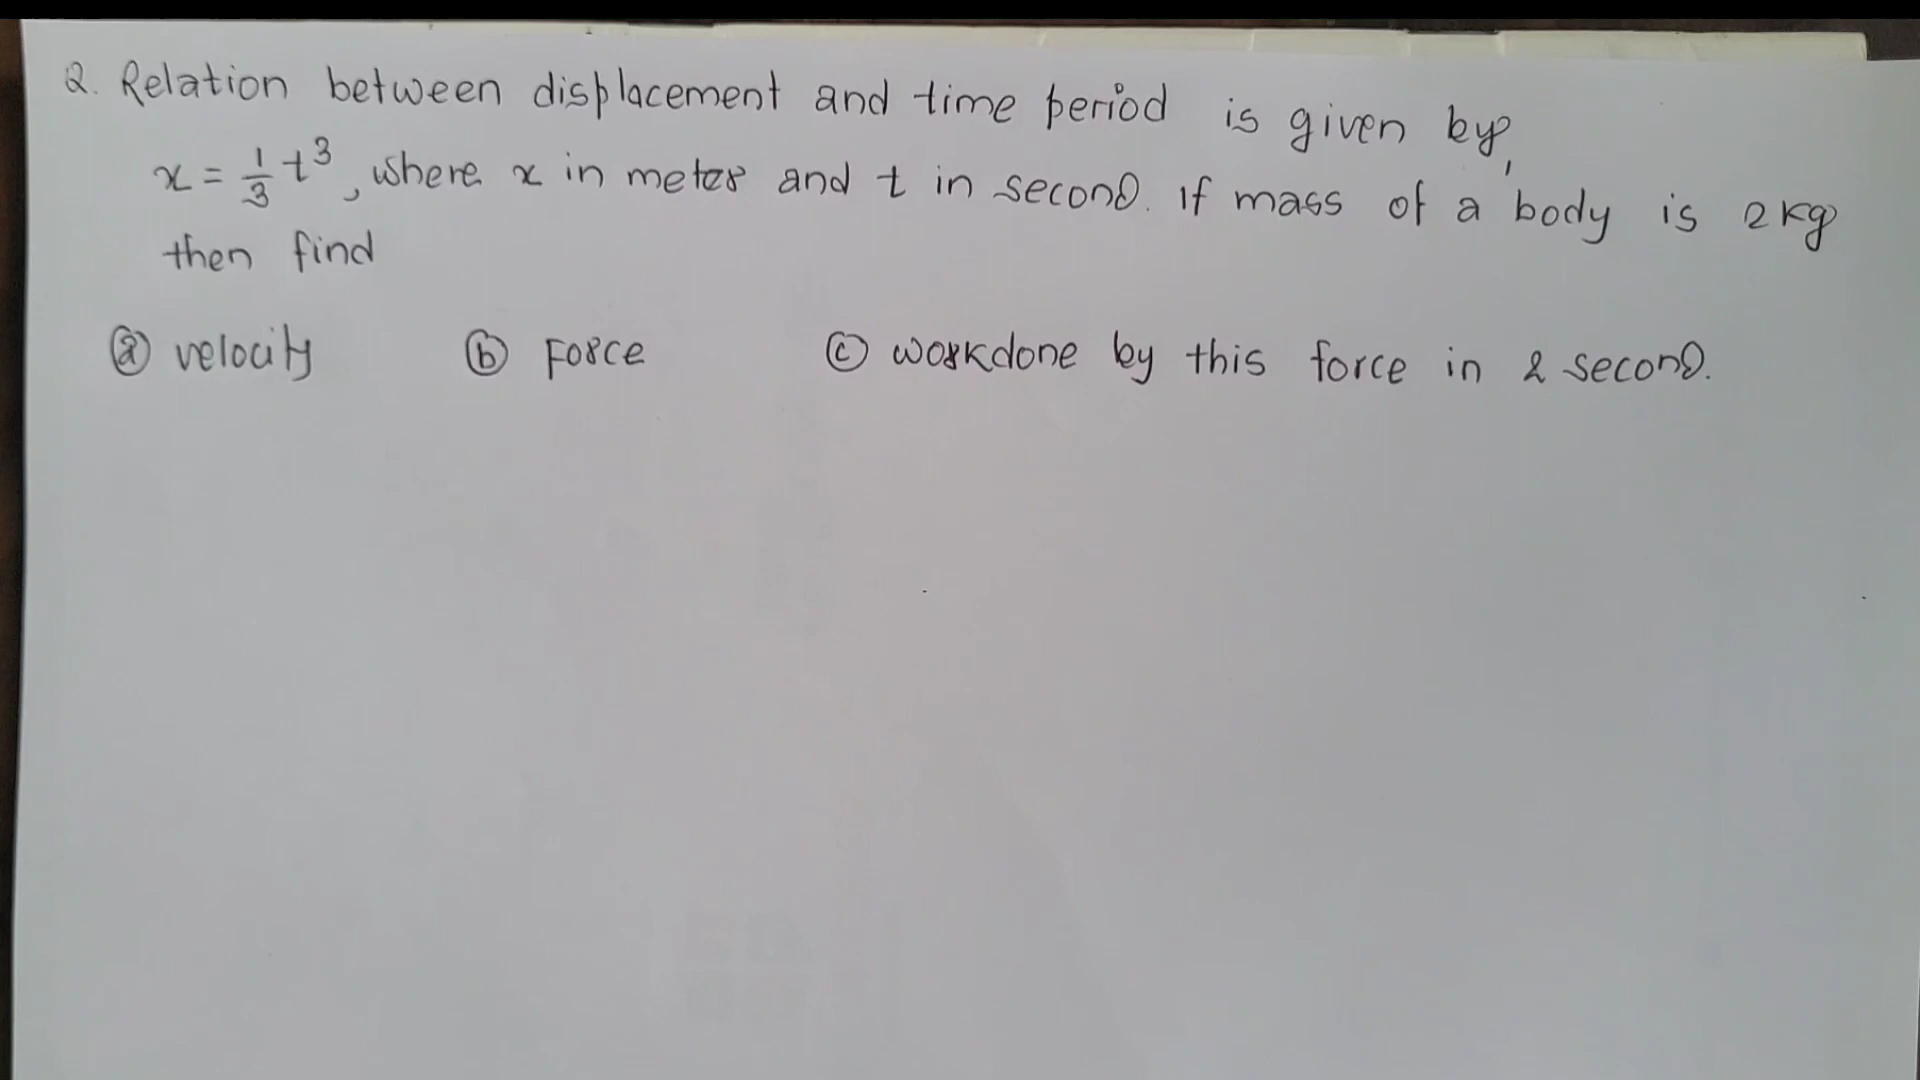 Q. Relation between displacement and time period is given by,
x = 1/3 t³, where x in meter and t in second. If mass of a body is 2 kg
then find
ⓐ velocity ⓑ Force ⓒ workdone by this force in 2 second.